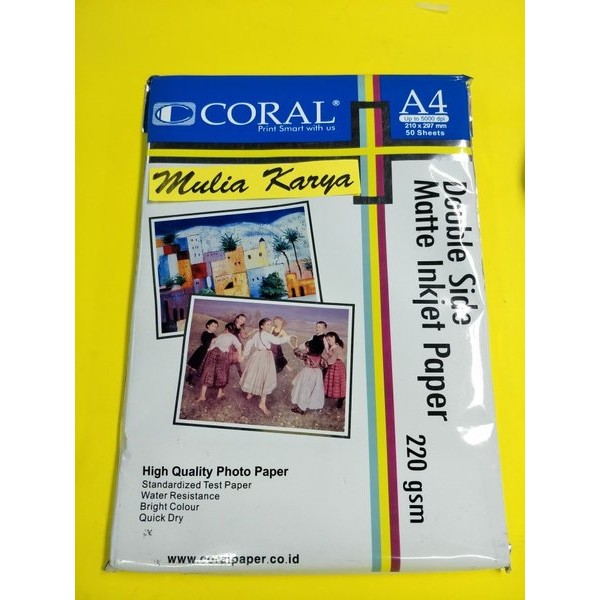 CORAL®
Print Smart with us
A4
Up to 5000 dpi
210 x 297 mm
50 Sheets
Mulia Karya
Double Side
Matte Inkjet Paper
220 gsm
High Quality Photo Paper
Standardized Test Paper
Water Resistance
Bright Colour
Quick Dry
www.coralpaper.co.id